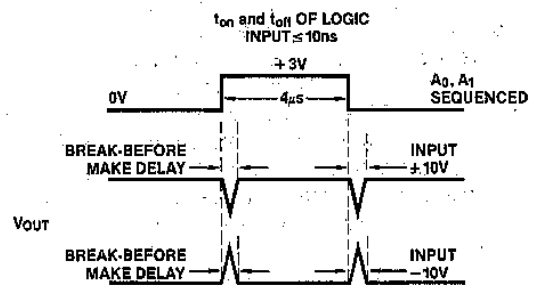 ton and toff OF LOGIC
INPUT ≤ 10ns
+3V
0V
4μs
A0, A1
SEQUENCED
BREAK-BEFORE
MAKE DELAY
INPUT
+10V
VOUT
BREAK-BEFORE
MAKE DELAY
INPUT
−10V